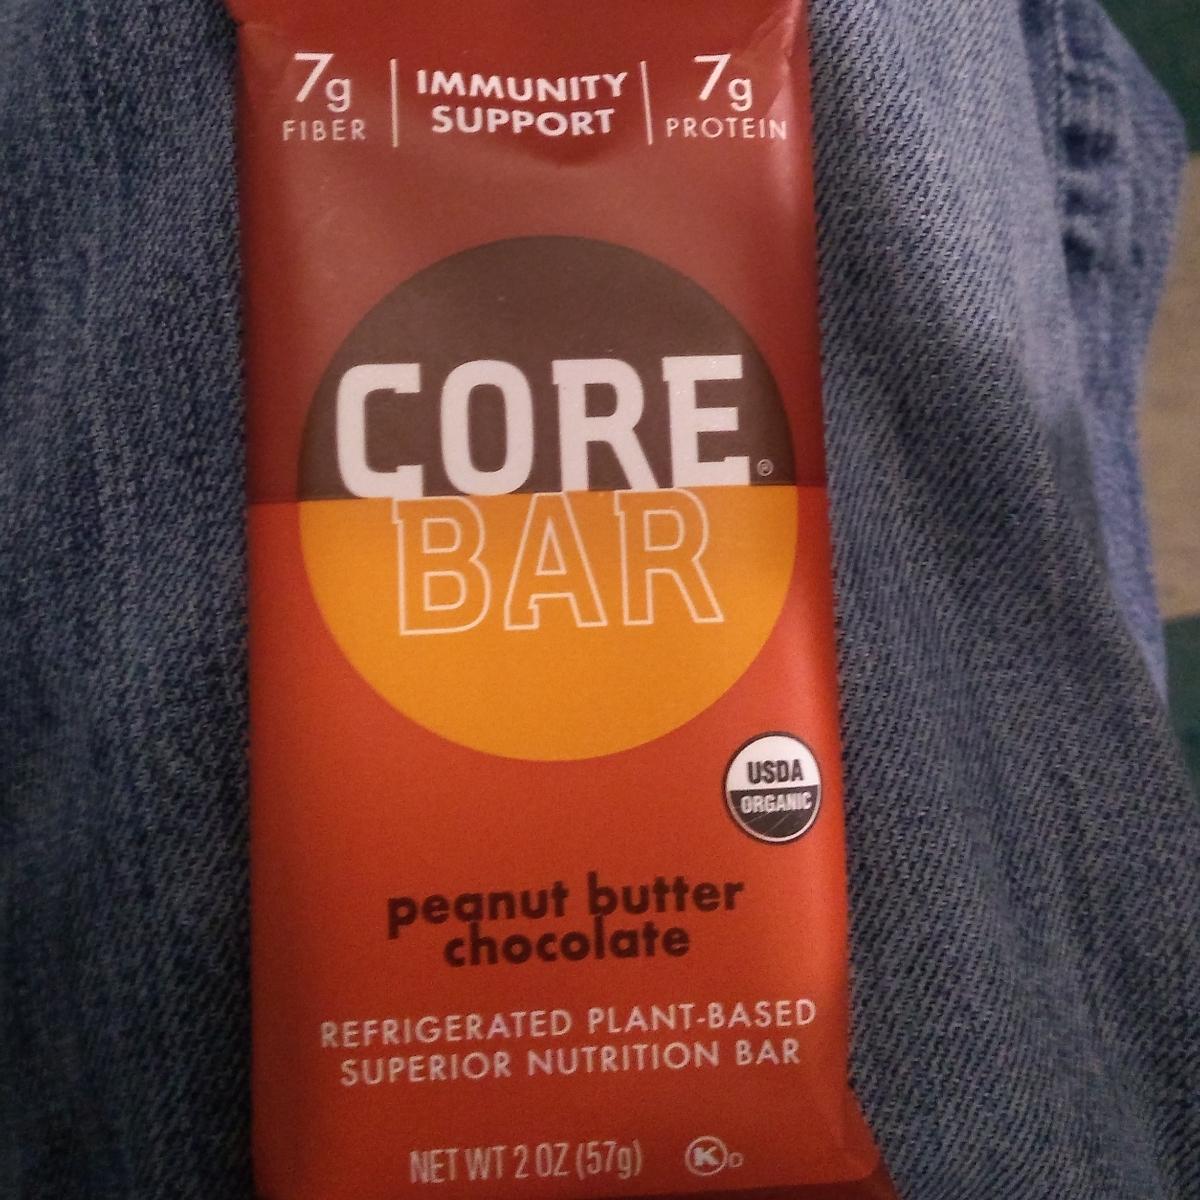 7g FIBER
IMMUNITY
SUPPORT
7g PROTEIN
CORE®
BAR
USDA
ORGANIC
peanut butter
chocolate
REFRIGERATED PLANT-BASED
SUPERIOR NUTRITION BAR
NET WT 2 OZ (57g) K D